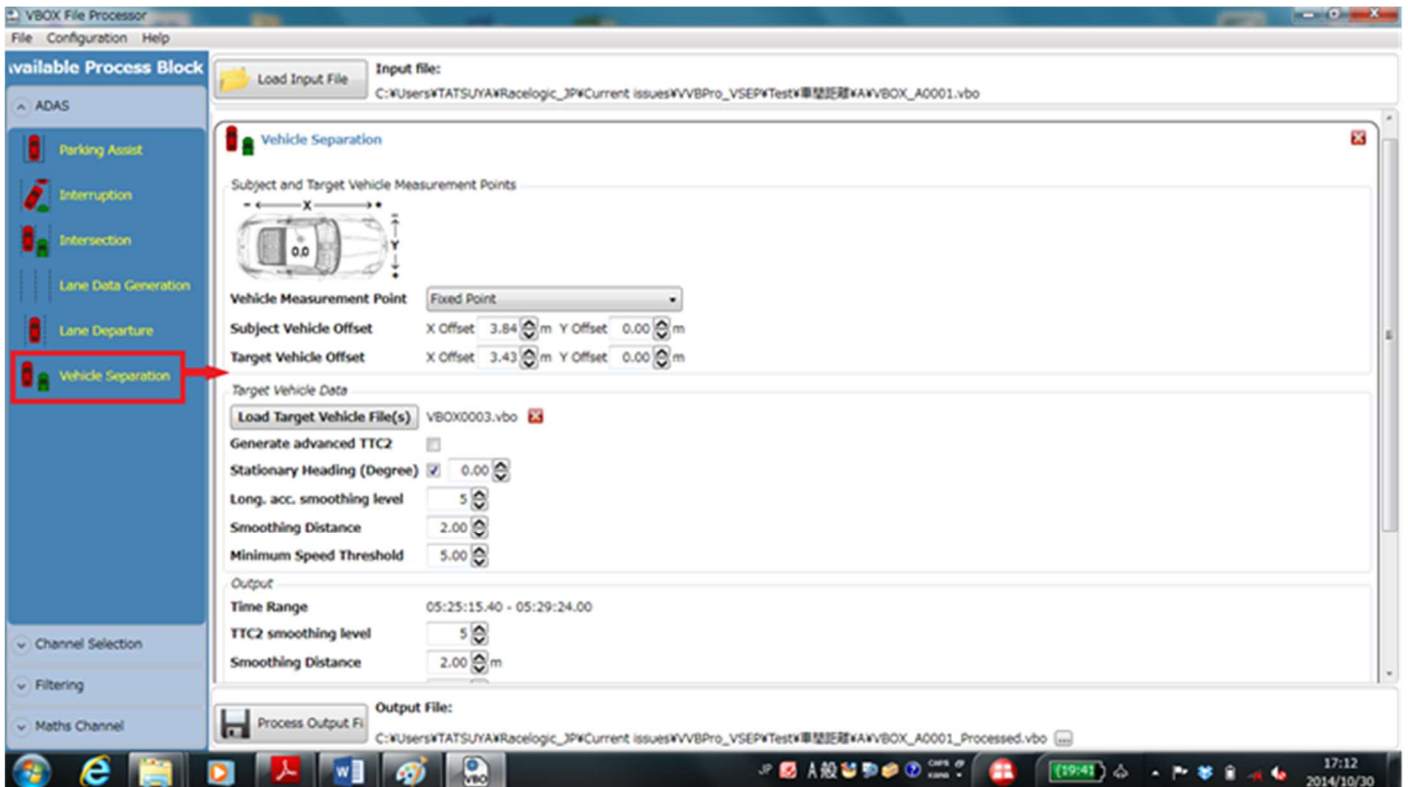 VBOX File Processor
File Configuration Help
Available Process Block
ADAS
Parking Assist
Interruption
Intersection
Lane Data Generation
Lane Departure
Vehicle Separation
Channel Selection
Filtering
Maths Channel
Load Input File
Input file:
C:¥Users¥TATSUYA¥Racelogic_JP¥Current issues¥VVBPro_VSEP¥Test¥車間距離¥A¥VBOX_A0001.vbo
Vehicle Separation
Subject and Target Vehicle Measurement Points
- X +
0.0
- Y +
Vehicle Measurement Point Fixed Point
Subject Vehicle Offset X Offset 3.84 m Y Offset 0.00 m
Target Vehicle Offset X Offset 3.43 m Y Offset 0.00 m
Target Vehicle Data
Load Target Vehicle File(s) VBOX0003.vbo
Generate advanced TTC2
Stationary Heading (Degree) 0.00
Long. acc. smoothing level 5
Smoothing Distance 2.00
Minimum Speed Threshold 5.00
Output
Time Range 05:25:15.40 - 05:29:24.00
TTC2 smoothing level 5
Smoothing Distance 2.00 m
Process Output Fi
Output File:
C:¥Users¥TATSUYA¥Racelogic_JP¥Current issues¥VVBPro_VSEP¥Test¥車間距離¥A¥VBOX_A0001_Processed.vbo ...
VBO
JP A 般 CAPS KANA
(19:41)
17:12
2014/10/30